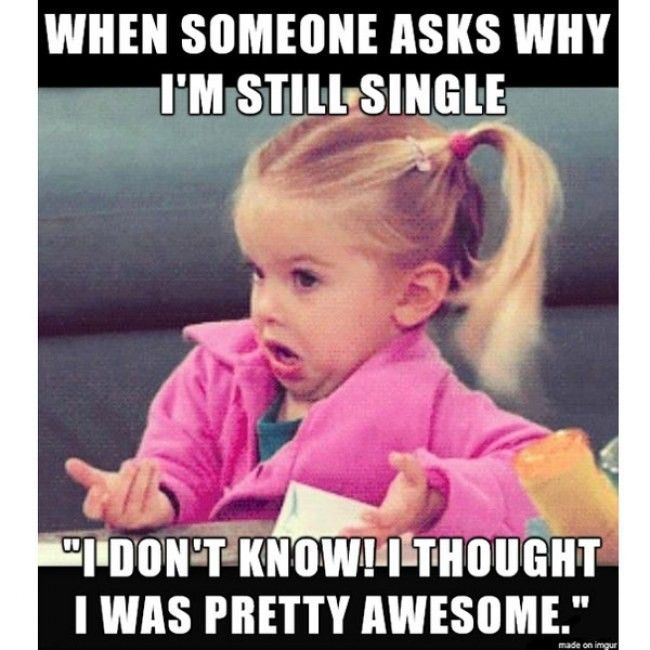 WHEN SOMEONE ASKS WHY
I'M STILL SINGLE
"I DON'T KNOW! I THOUGHT
I WAS PRETTY AWESOME."
made on imgur